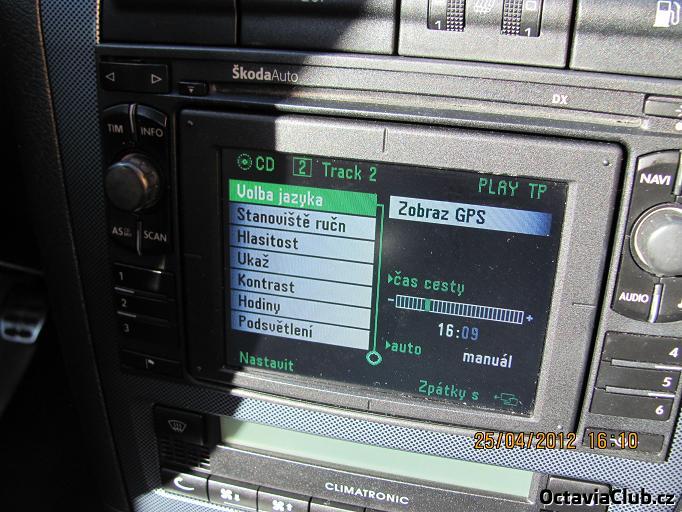 1 1
ŠkodaAuto
DX
TIM INFO
NAVI
CD 2 Track 2
PLAY TP
Volba jazyka
Zobraz GPS
Stanoviště ručn
Hlasitost
Ukaž
čas cesty
Kontrast
- +
Hodiny
16:09
Podsvětlení
auto manuál
Nastavit
Zpátky s
AS SCAN
AUDIO
1
2
3
4
5
6
25/04/2012 16:10
CLIMATRONIC
OctaviaClub.cz